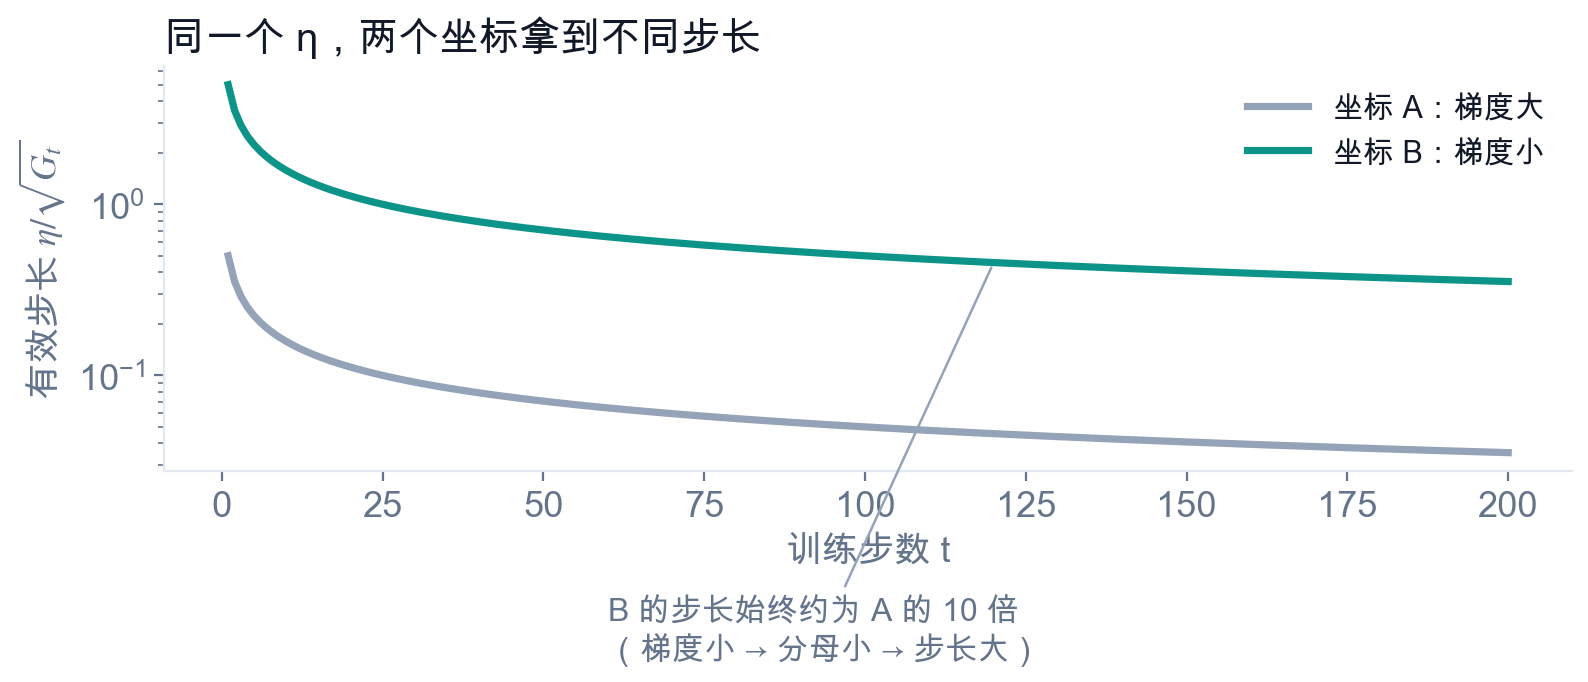 同一个 η，两个坐标拿到不同步长
坐标 A：梯度大
坐标 B：梯度小
有效步长 η/√G_t
10⁰
10⁻¹
0 25 50 75 100 125 150 175 200
训练步数 t
B 的步长始终约为 A 的 10 倍
（梯度小 → 分母小 → 步长大）